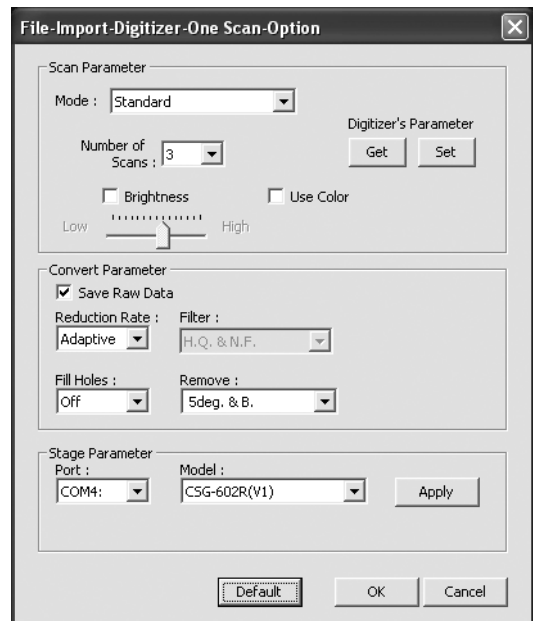 File-Import-Digitizer-One Scan-Option
Scan Parameter
Mode : Standard
Digitizer's Parameter
Number of
Scans : 3
Get Set
Brightness Use Color
Low High
Convert Parameter
Save Raw Data
Reduction Rate : Filter :
Adaptive H.Q. & N.F.
Fill Holes : Remove :
Off 5deg. & B.
Stage Parameter
Port : Model :
COM4: CSG-602R(V1) Apply
Default OK Cancel